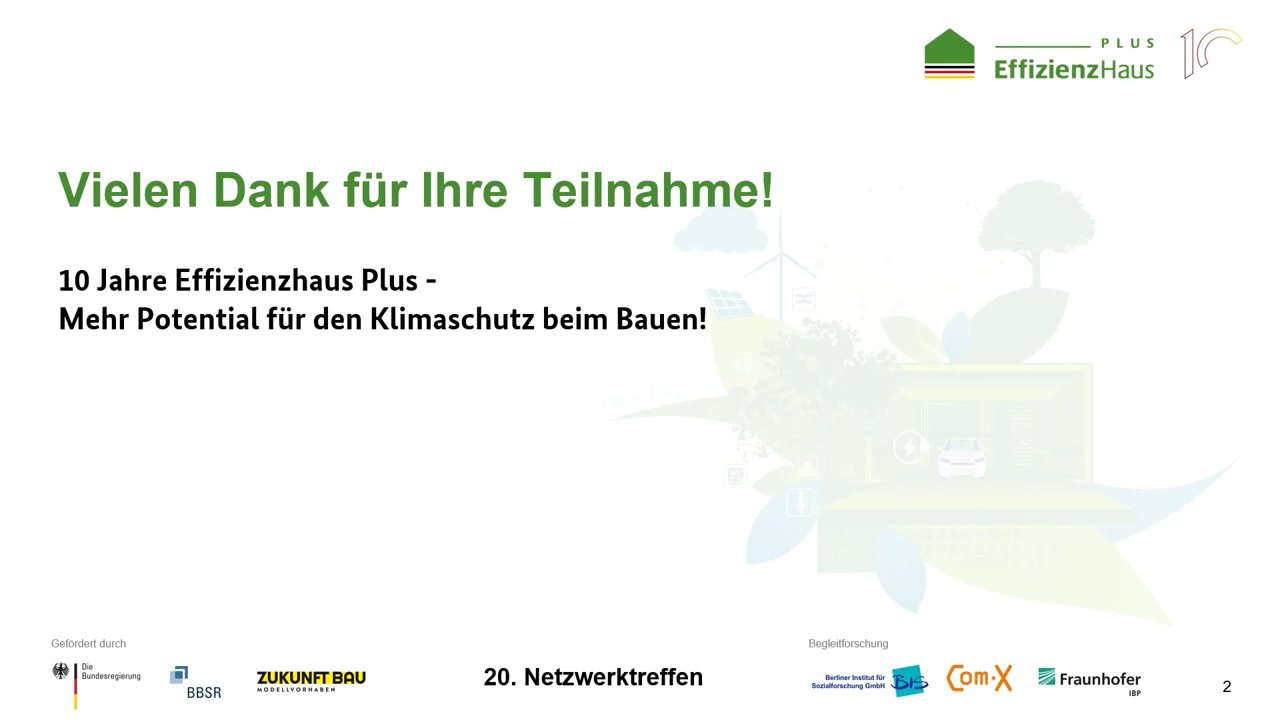 PLUS
EffizienzHaus
10
Vielen Dank für Ihre Teilnahme!
10 Jahre Effizienzhaus Plus -
Mehr Potential für den Klimaschutz beim Bauen!
Gefördert durch
Die
Bundesregierung
BBSR
ZUKUNFT BAU
MODELLVORHABEN
20. Netzwerktreffen
Begleitforschung
Berliner Institut für
Sozialforschung GmbH
BIS
Com·X
Fraunhofer
IBP
2